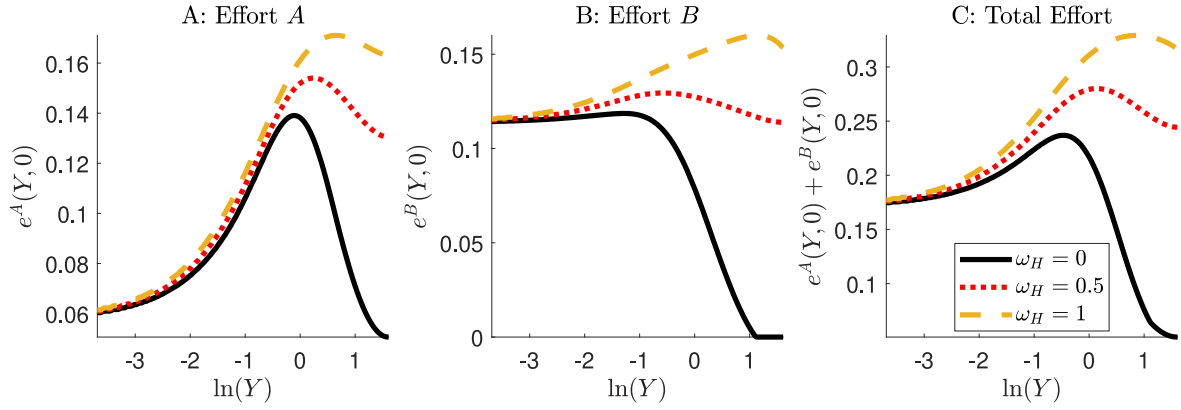 A: Effort A
e^A(Y, 0)
0.16
0.14
0.12
0.1
0.08
0.06
-3 -2 -1 0 1
ln(Y)
B: Effort B
e^B(Y, 0)
0.15
0.1
0.05
0
-3 -2 -1 0 1
ln(Y)
C: Total Effort
e^A(Y, 0) + e^B(Y, 0)
0.3
0.25
0.2
0.15
0.1
-3 -2 -1 0 1
ln(Y)
ω_H = 0
ω_H = 0.5
ω_H = 1